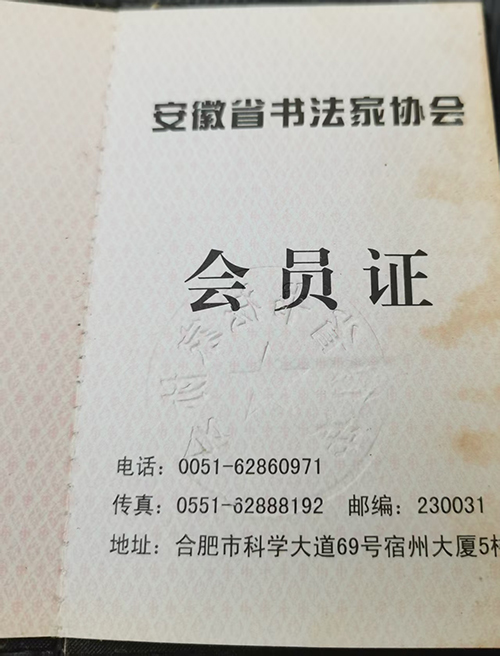 安徽省书法家协会
会员证
电话：0051-62860971
传真：0551-62888192 邮编：230031
地址：合肥市科学大道69号宿州大厦5